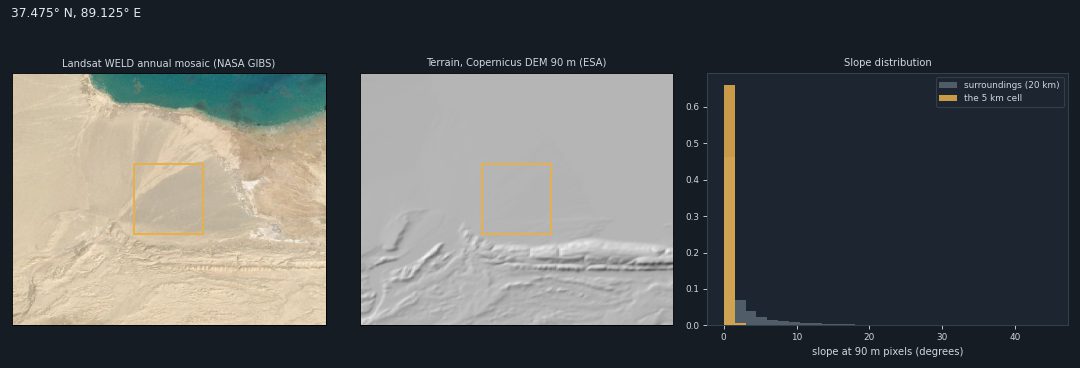 37.475° N, 89.125° E
Landsat WELD annual mosaic (NASA GIBS)
Terrain, Copernicus DEM 90 m (ESA)
Slope distribution
surroundings (20 km)
the 5 km cell
0.6
0.5
0.4
0.3
0.2
0.1
0.0
0 10 20 30 40
slope at 90 m pixels (degrees)